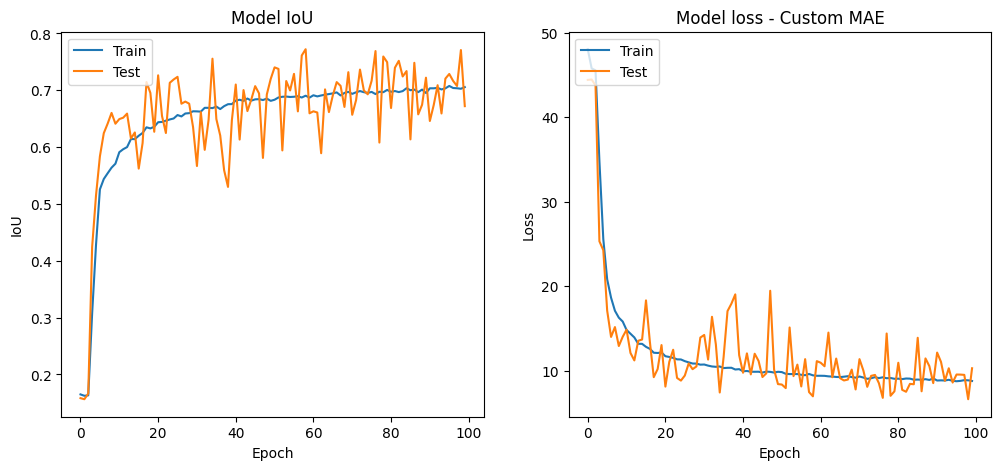 Model IoU
Train
Test
0.8
0.7
0.6
0.5
0.4
0.3
0.2
IoU
0 20 40 60 80 100
Epoch
Model loss - Custom MAE
Train
Test
50
40
30
20
10
Loss
0 20 40 60 80 100
Epoch